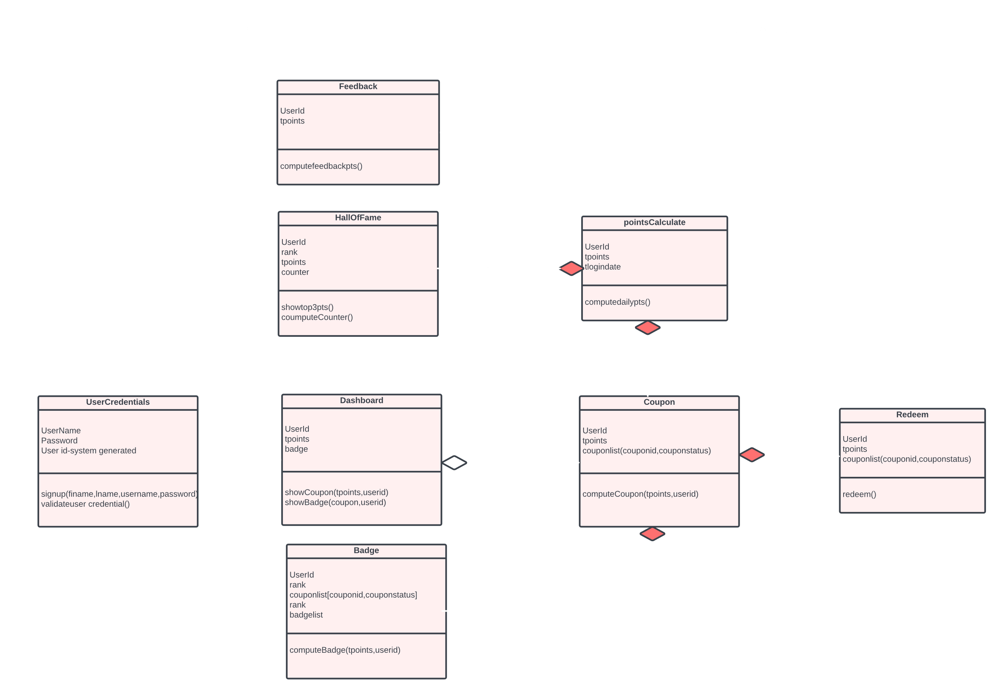 Feedback
UserId
tpoints
computefeedbackpts()
HallOfFame
UserId
rank
tpoints
counter
showtop3pts()
coumputeCounter()
pointsCalculate
UserId
tpoints
tlogindate
computedailypts()
UserCredentials
UserName
Password
User id-system generated
signup(finame,lname,username,password)
validateuser credential()
Dashboard
UserId
tpoints
badge
showCoupon(tpoints,userid)
showBadge(coupon,userid)
Coupon
UserId
tpoints
couponlist(couponid,couponstatus)
computeCoupon(tpoints,userid)
Redeem
UserId
tpoints
couponlist(couponid,couponstatus)
redeem()
Badge
UserId
rank
couponlist[couponid,couponstatus]
rank
badgelist
computeBadge(tpoints,userid)